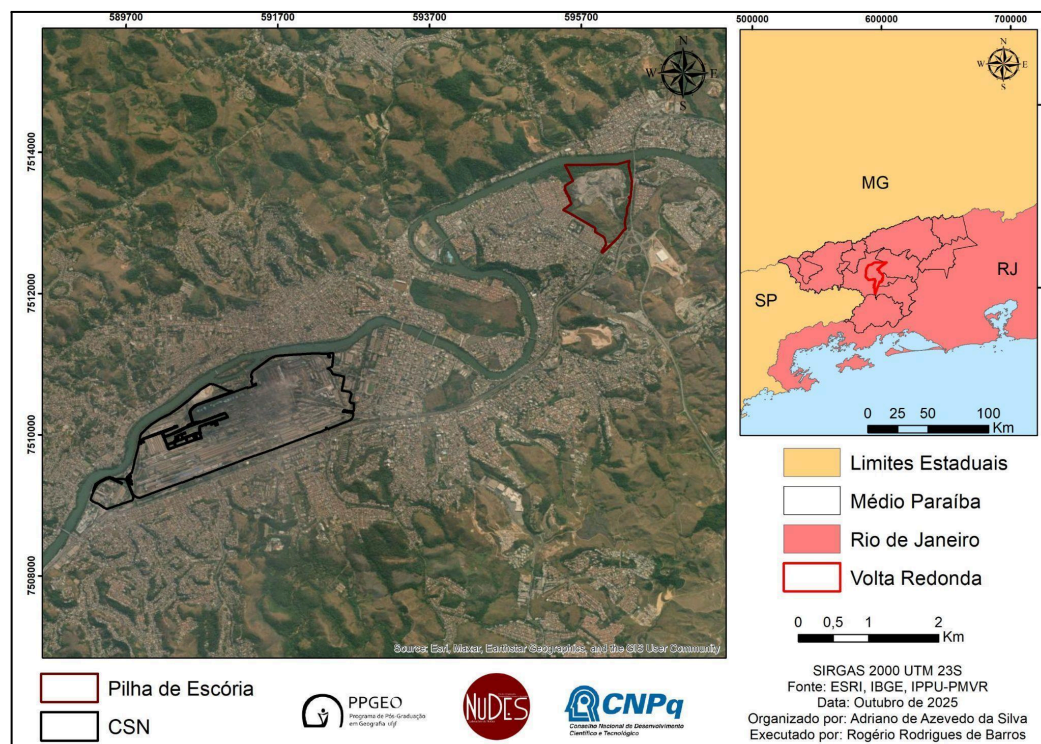 589700
591700
593700
595700
7514000
7512000
7510000
7508000
N
W
E
S
Source: Esri, Maxar, Earthstar Geographics, and the GIS User Community
500000
600000
700000
N
W
E
S
MG
SP
RJ
0 25 50 100
Km
Limites Estaduais
Médio Paraíba
Rio de Janeiro
Volta Redonda
0 0,5 1 2
Km
Pilha de Escória
CSN
PPGEO
Programa de Pós-Graduação
em Geografia
NuDES
CNPq
Conselho Nacional de Desenvolvimento
Científico e Tecnológico
SIRGAS 2000 UTM 23S
Fonte: ESRI, IBGE, IPPU-PMVR
Data: Outubro de 2025
Organizado por: Adriano de Azevedo da Silva
Executado por: Rogério Rodrigues de Barros